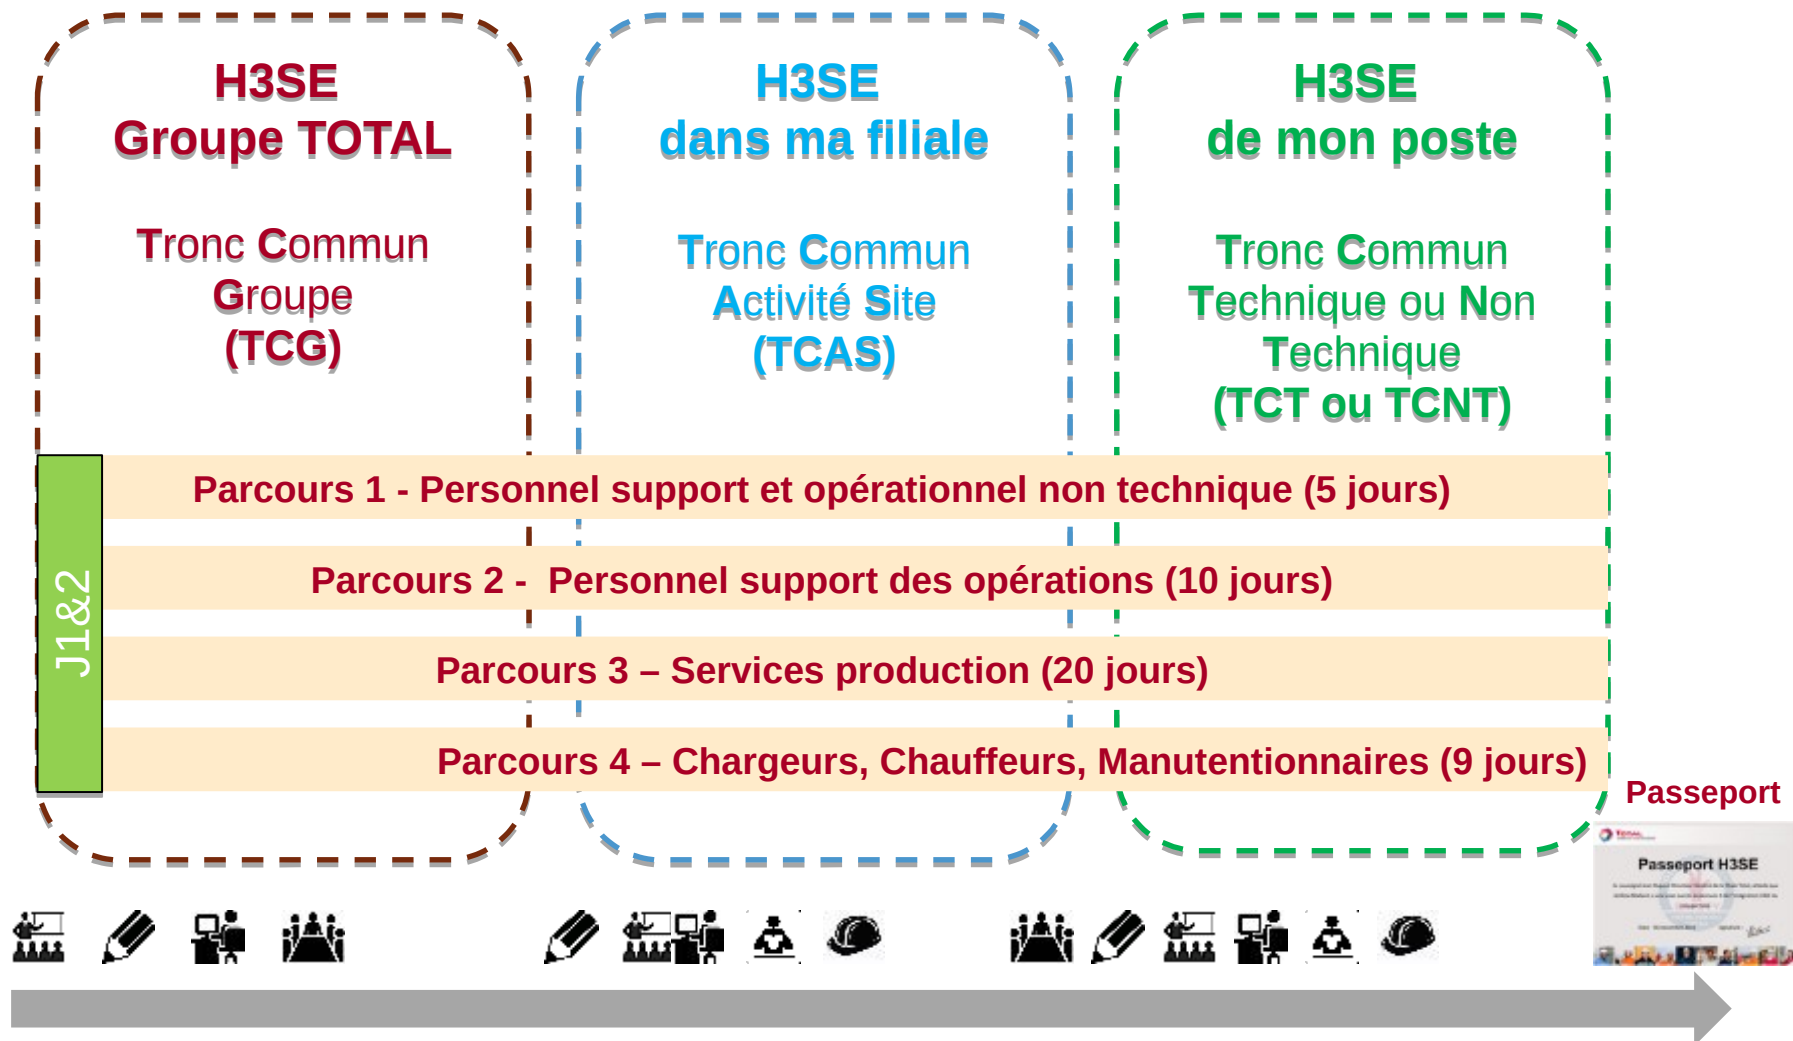 H3SE
Groupe TOTAL
Tronc Commun
Groupe
(TCG)
H3SE
dans ma filiale
Tronc Commun
Activité Site
(TCAS)
H3SE
de mon poste
Tronc Commun
Technique ou Non
Technique
(TCT ou TCNT)
J1&2
Parcours 1 - Personnel support et opérationnel non technique (5 jours)
Parcours 2 - Personnel support des opérations (10 jours)
Parcours 3 – Services production (20 jours)
Parcours 4 – Chargeurs, Chauffeurs, Manutentionnaires (9 jours)
Passeport
TOTAL
Passeport H3SE